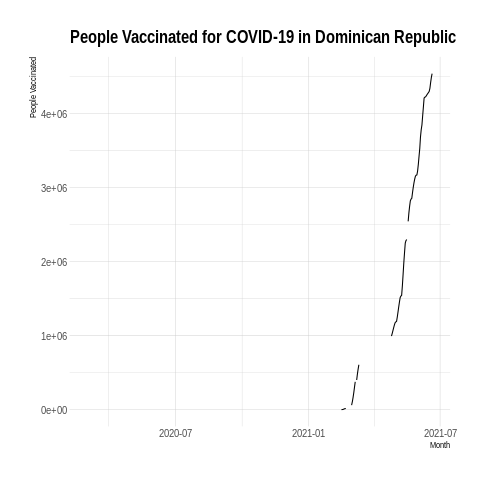 People Vaccinated for COVID-19 in Dominican Republic
People Vaccinated
4e+06
3e+06
2e+06
1e+06
0e+00
2020-07
2021-01
2021-07
Month